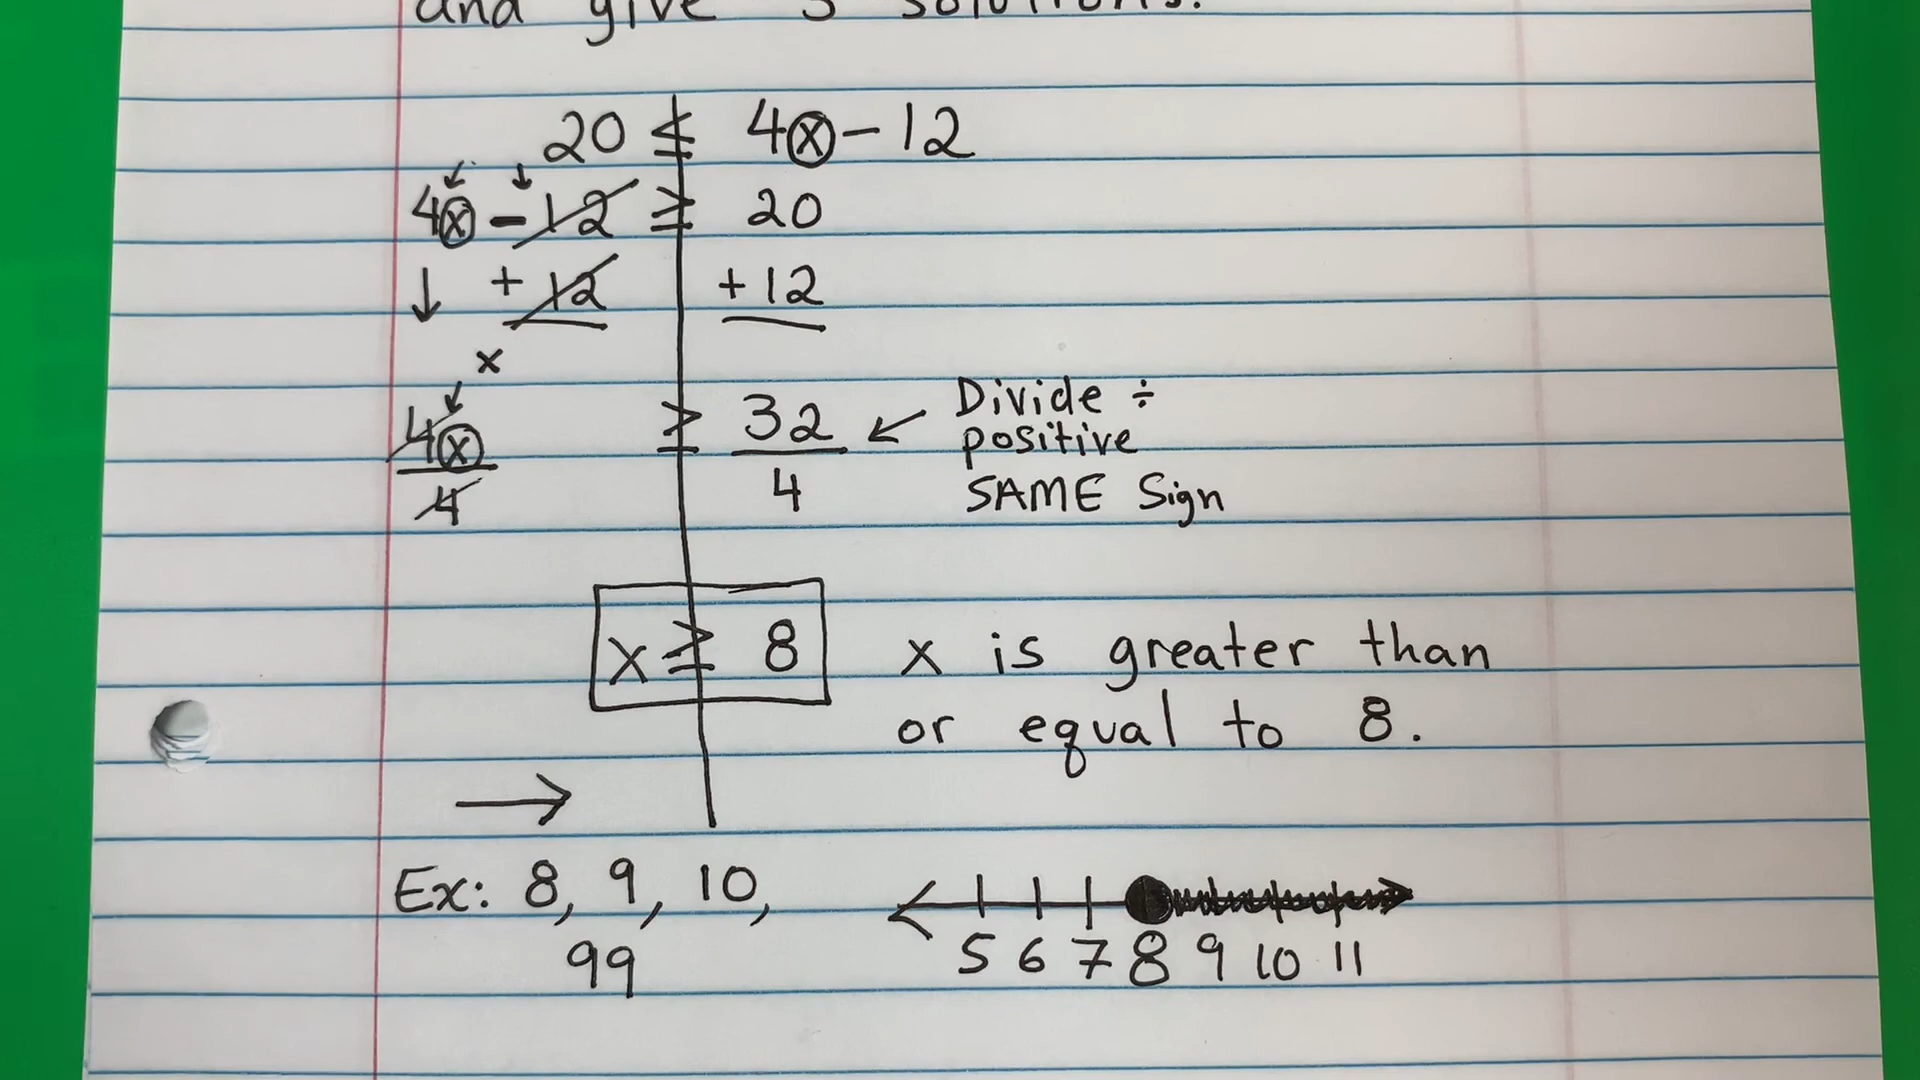 and give 3 solutions.
20 ≤ 4x - 12
4x - 12 ≥ 20
+ 12 + 12
x
4x ≥ 32 Divide ÷
positive
4 4 SAME Sign
x ≥ 8 x is greater than
or equal to 8.
Ex: 8, 9, 10,
99
5 6 7 8 9 10 11